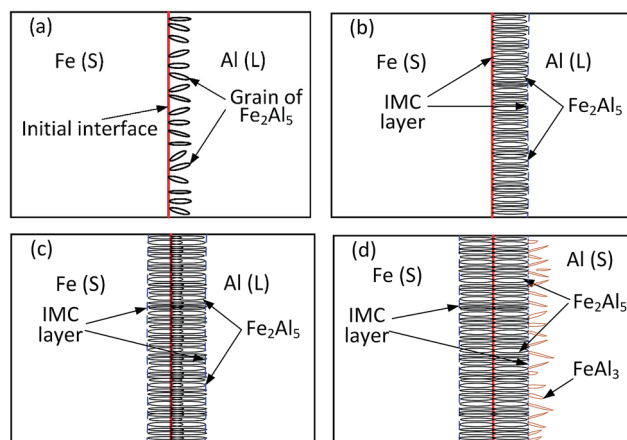 (a)
Fe (S)
Al (L)
Initial interface
Grain of
Fe₂Al₅
(b)
Fe (S)
Al (L)
IMC
layer
Fe₂Al₅
(c)
Fe (S)
Al (L)
IMC
layer
Fe₂Al₅
(d)
Fe (S)
Al (S)
IMC
layer
Fe₂Al₅
FeAl₃